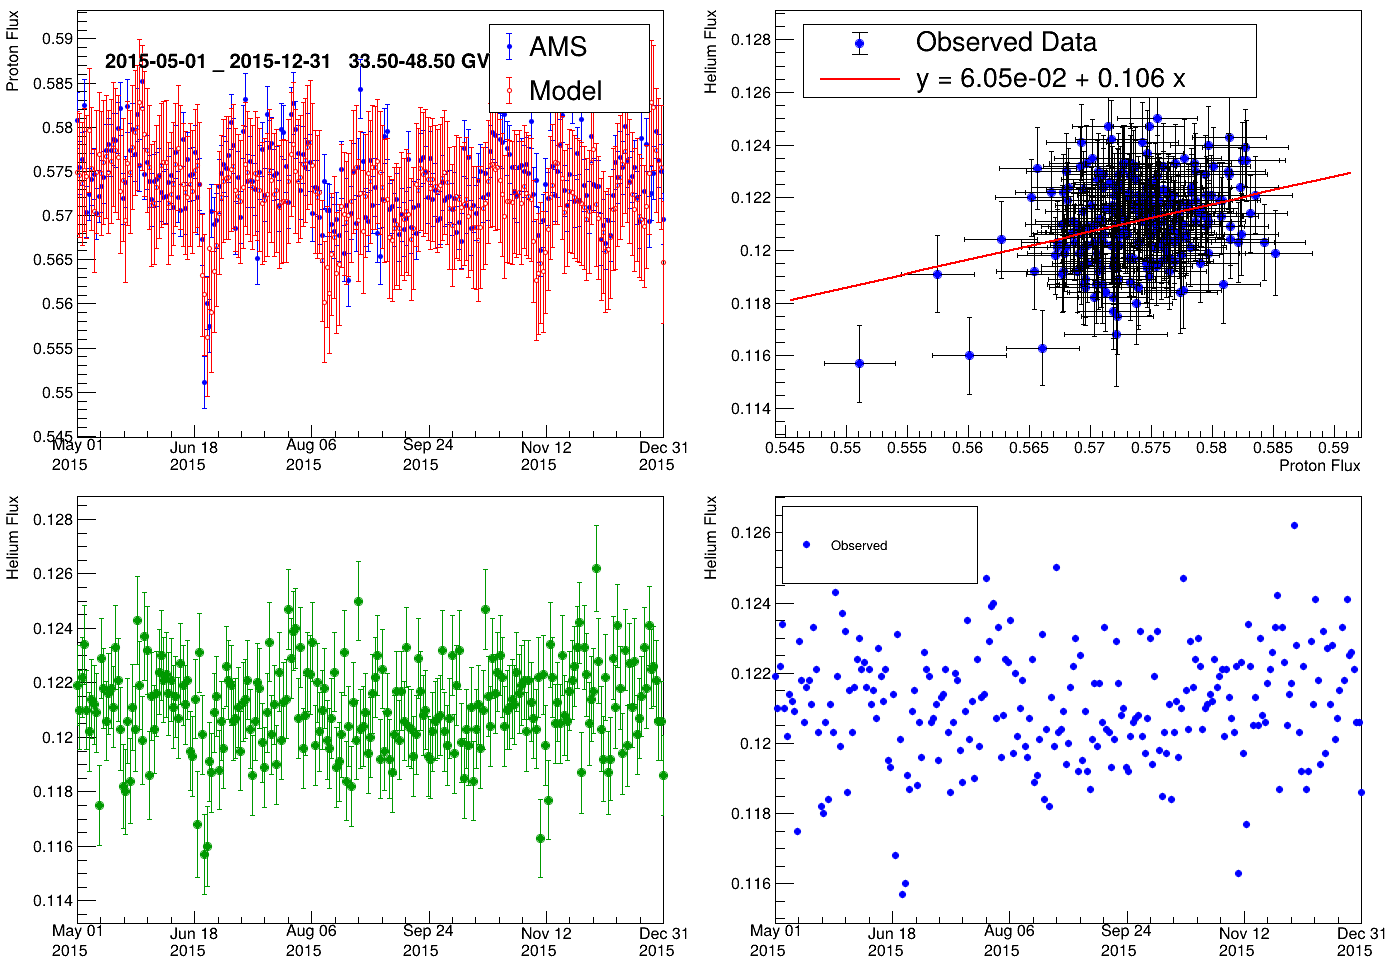 Proton Flux
0.59
0.585
0.58
0.575
0.57
0.565
0.56
0.555
0.55
0.545
2015-05-01 _ 2015-12-31 33.50-48.50 GV
AMS
Model
May 01 Jun 18 Aug 06 Sep 24 Nov 12 Dec 31
2015 2015 2015 2015 2015 2015
Helium Flux
0.128
0.126
0.124
0.122
0.12
0.118
0.116
0.114
Observed Data
y = 6.05e-02 + 0.106 x
0.545 0.55 0.555 0.56 0.565 0.57 0.575 0.58 0.585 0.59
Proton Flux
Helium Flux
0.128
0.126
0.124
0.122
0.12
0.118
0.116
0.114
May 01 Jun 18 Aug 06 Sep 24 Nov 12 Dec 31
2015 2015 2015 2015 2015 2015
Helium Flux
0.126
0.124
0.122
0.12
0.118
0.116
Observed
May 01 Jun 18 Aug 06 Sep 24 Nov 12 Dec 31
2015 2015 2015 2015 2015 2015